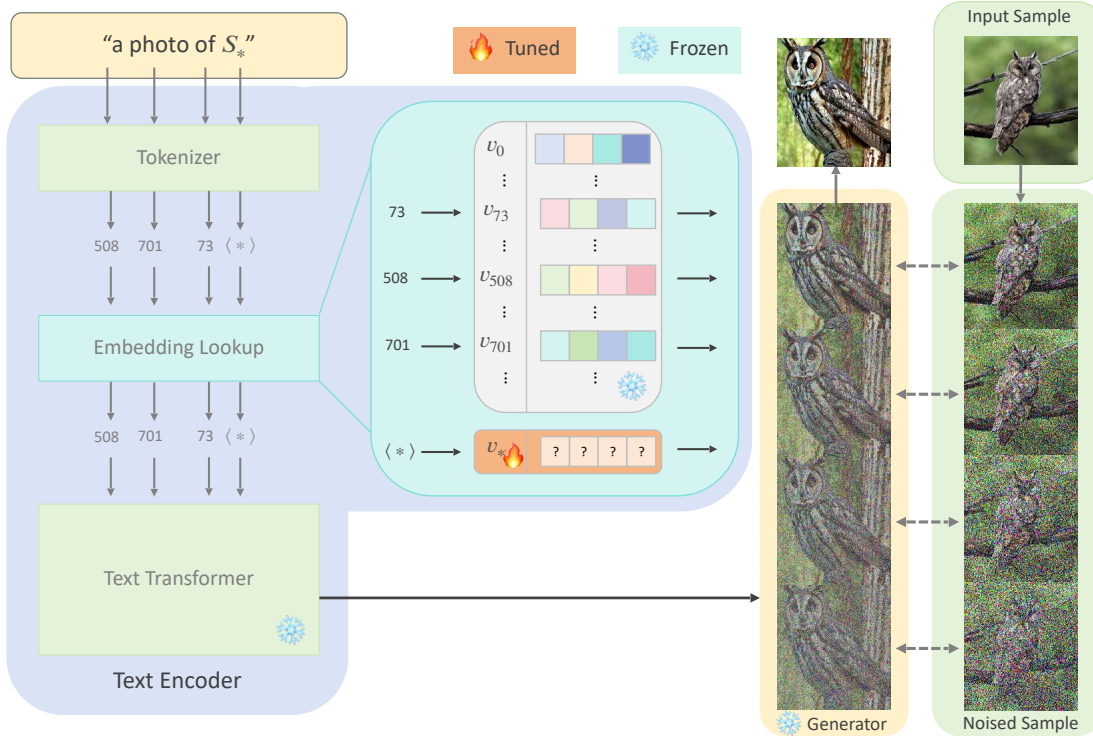 “a photo of S*”
Tuned
Frozen
Input Sample
Tokenizer
508 701 73 ⟨*⟩
Embedding Lookup
508 701 73 ⟨*⟩
Text Transformer
Text Encoder
v0
⋮ ⋮
73 v73
⋮ ⋮
508 v508
⋮ ⋮
701 v701
⋮ ⋮
⟨*⟩ v* ? ? ? ?
Generator
Noised Sample